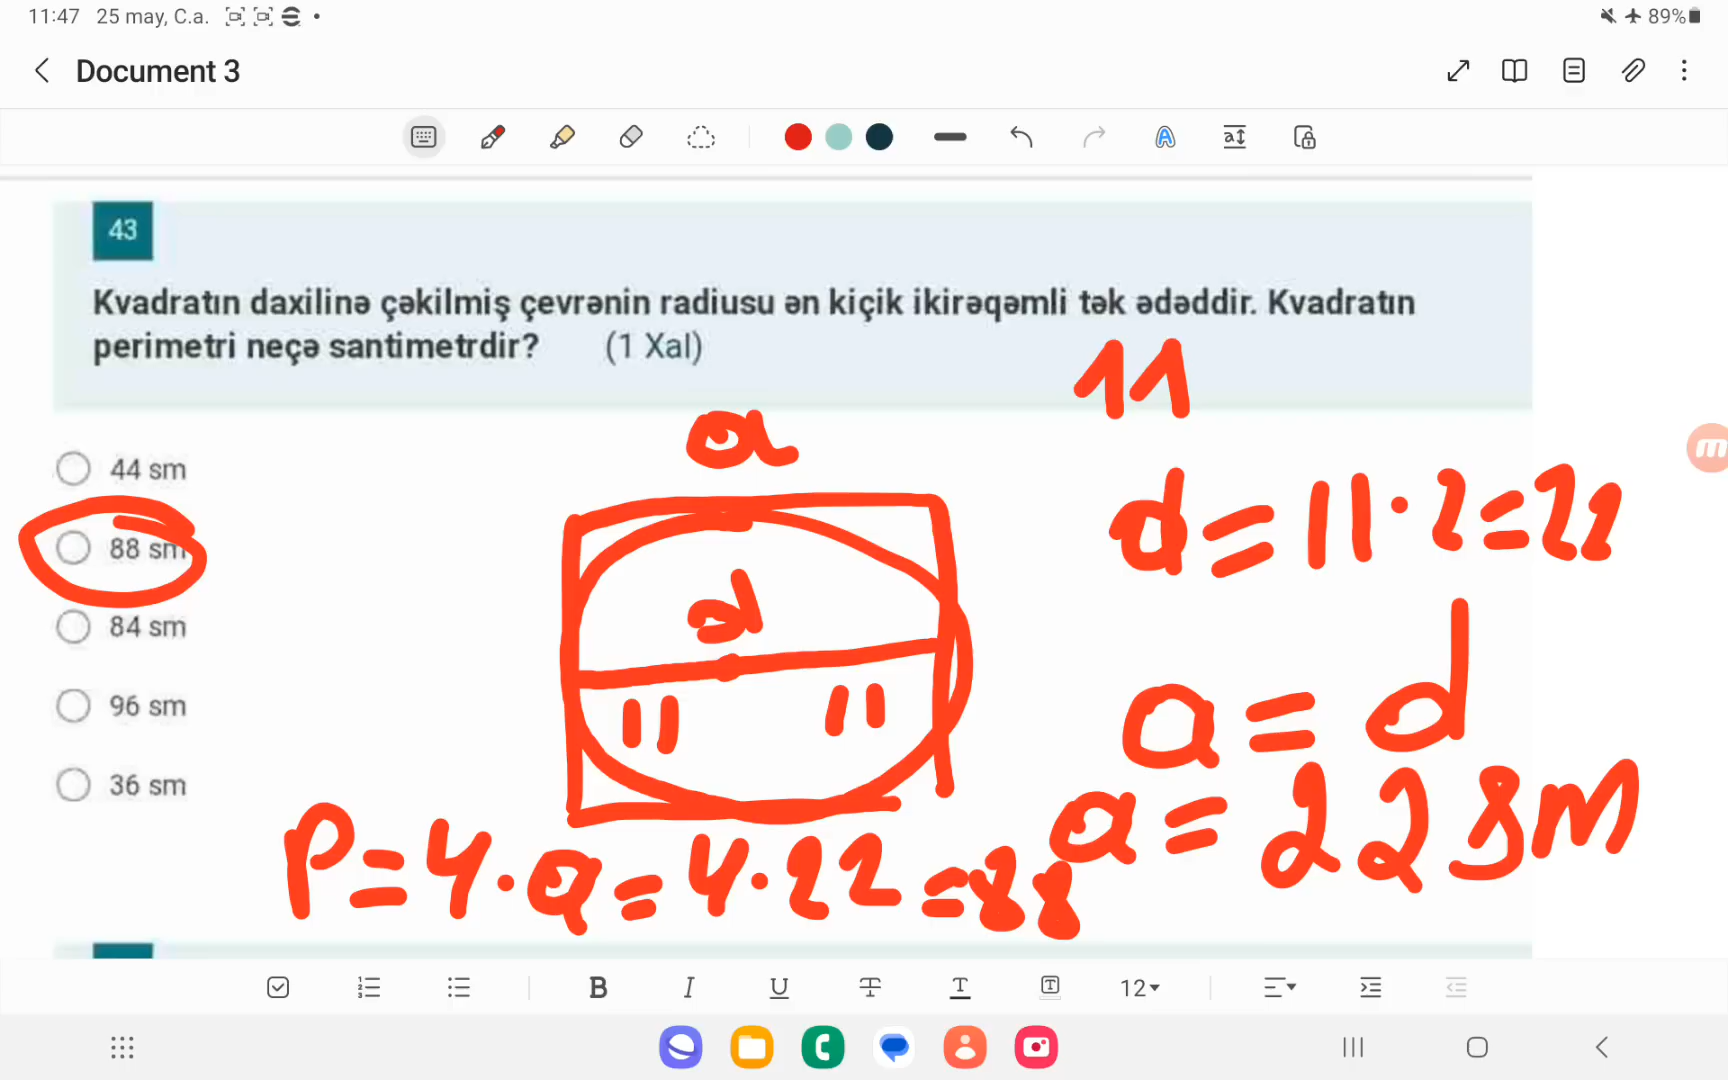 11:47 25 may, C.a.
89%
Document 3
43
Kvadratın daxilinə çəkilmiş çevrənin radiusu ən kiçik ikirəqəmli tək ədəddir. Kvadratın
perimetri neçə santimetrdir? (1 Xal)
11
44 sm
88 sm
84 sm
96 sm
36 sm
a
d
11 11
d=11·2=22
a=d
a=22 sm
P=4·a=4·22=88
B I U T T T 12